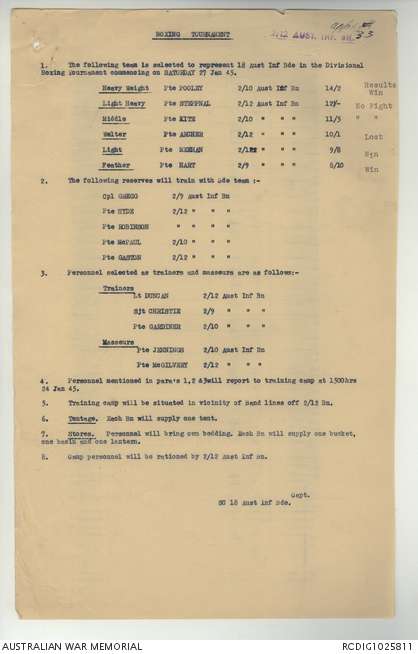 2/12 AUST. INF. BN.
33
BOXING TOURNAMENT
1. The following team is selected to represent 18 Aust Inf Bde in the Divisional
Boxing Tournament commencing on SATURDAY 27 Jan 45.
Results
Heavy Weight Pte POOLEY 2/10 Aust Inf Bn 14/2 Win
Light Heavy Pte STEPNAL 2/12 Aust Inf Bn 12/- No Fight
Middle Pte KITE 2/10 " " " 11/5 " "
Welter Pte ARCHER 2/12 " " " 10/1 Lost
Light Pte 2/12 " " " 9/8
Feather Pte HART 2/9 " " " 8/10 Win
2. The following reserves will train with Bde team :-
Cpl GREGG 2/9 Aust Inf Bn
Pte HYDE 2/12 " " "
Pte ROBINSON " " " "
Pte McPAUL 2/10 " " "
Pte GASTON 2/12 " " "
3. Personnel selected as trainers and masseurs are as follows:-
Trainers
Lt DUNCAN 2/12 Aust Inf Bn
Sjt CHRISTIE 2/9 " " "
Pte GARDINER 2/10 " " "
Masseurs
Pte JENNINGS 2/10 Aust Inf Bn
Pte McGILVERY 2/12 " " "
4. Personnel mentioned in para's 1,2 &3will report to training camp at 1500hrs
24 Jan 45.
5. Training camp will be situated in vicinity of Band lines off 2/12 Bn.
6. Tentage. Each Bn will supply one tent.
7. Stores. Personnel will bring own bedding. Each Bn will supply one bucket,
one basin and one lantern.
8. Camp personnel will be rationed by 2/12 Aust Inf Bn.
Capt.
SC 18 Aust Inf Bde.
AUSTRALIAN WAR MEMORIAL
RCDIG1025811